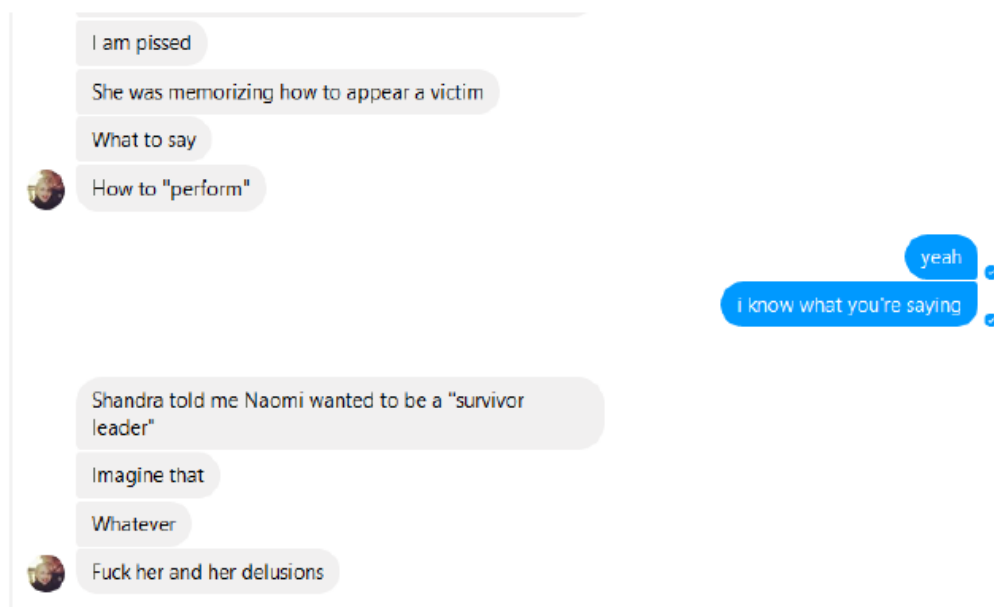 I am pissed
She was memorizing how to appear a victim
What to say
How to "perform"
yeah
i know what you're saying
Shandra told me Naomi wanted to be a "survivor
leader"
Imagine that
Whatever
Fuck her and her delusions